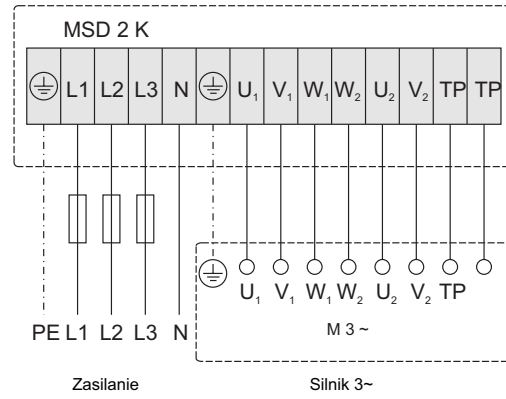 MSD 2 K
L1 L2 L3 N U₁ V₁ W₁ W₂ U₂ V₂ TP TP
U₁ V₁ W₁ W₂ U₂ V₂ TP
PE L1 L2 L3 N M 3 ~
Zasilanie Silnik 3~